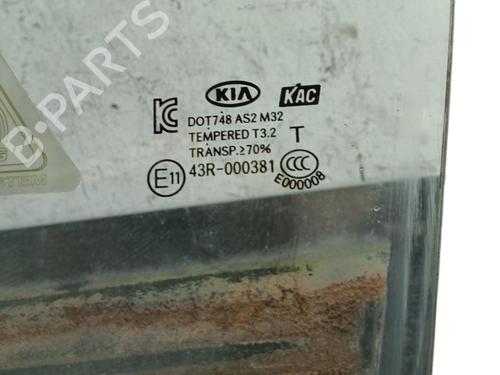 KIA KAC
DOT748 AS2 M32
TEMPERED T3.2 T
TRANSP.≥70%
E11 43R-000381
CCC
E000008
B-PARTS